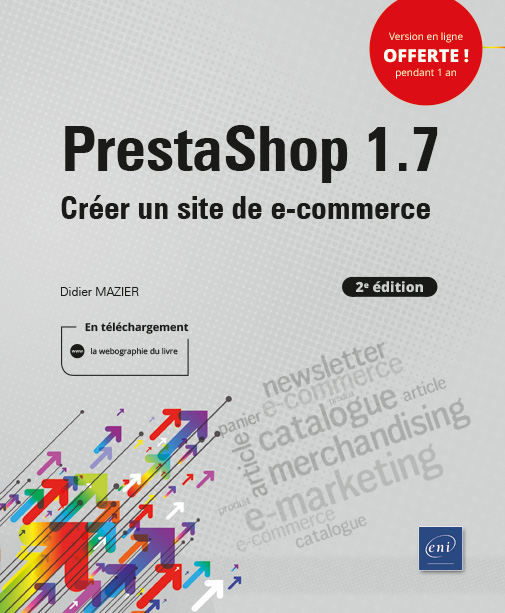 Version en ligne
OFFERTE !
pendant 1 an
PrestaShop 1.7
Créer un site de e-commerce
Didier MAZIER
2e édition
En téléchargement
www
la webographie du livre
newsletter
e-commerce
produit
panier
catalogue
article
article
merchandising
produit
e-marketing
e-commerce
catalogue
eni